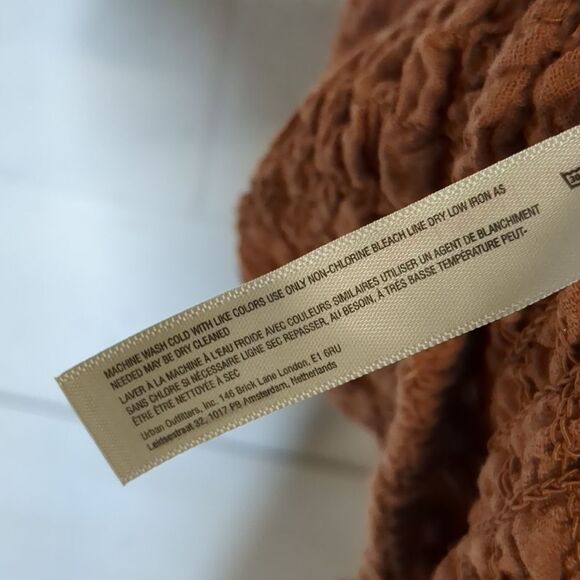 MACHINE WASH COLD WITH LIKE COLORS USE ONLY NON-CHLORINE BLEACH LINE DRY LOW IRON AS
NEEDED MAY BE DRY CLEANED
LAVER À LA MACHINE À L'EAU FROIDE AVEC COULEURS SIMILAIRES UTILISER UN AGENT DE BLANCHIMENT
SANS CHLORE SI NÉCESSAIRE LIGNE SEC REPASSER, AU BESOIN, À TRÈS BASSE TEMPÉRATURE PEUT-
ETRE ÊTRE NETTOYÉE À SEC
Urban Outfitters, Inc. 146 Brick Lane London, E1 6RU
Leidsestraat 32, 1017 PB Amsterdam, Netherlands